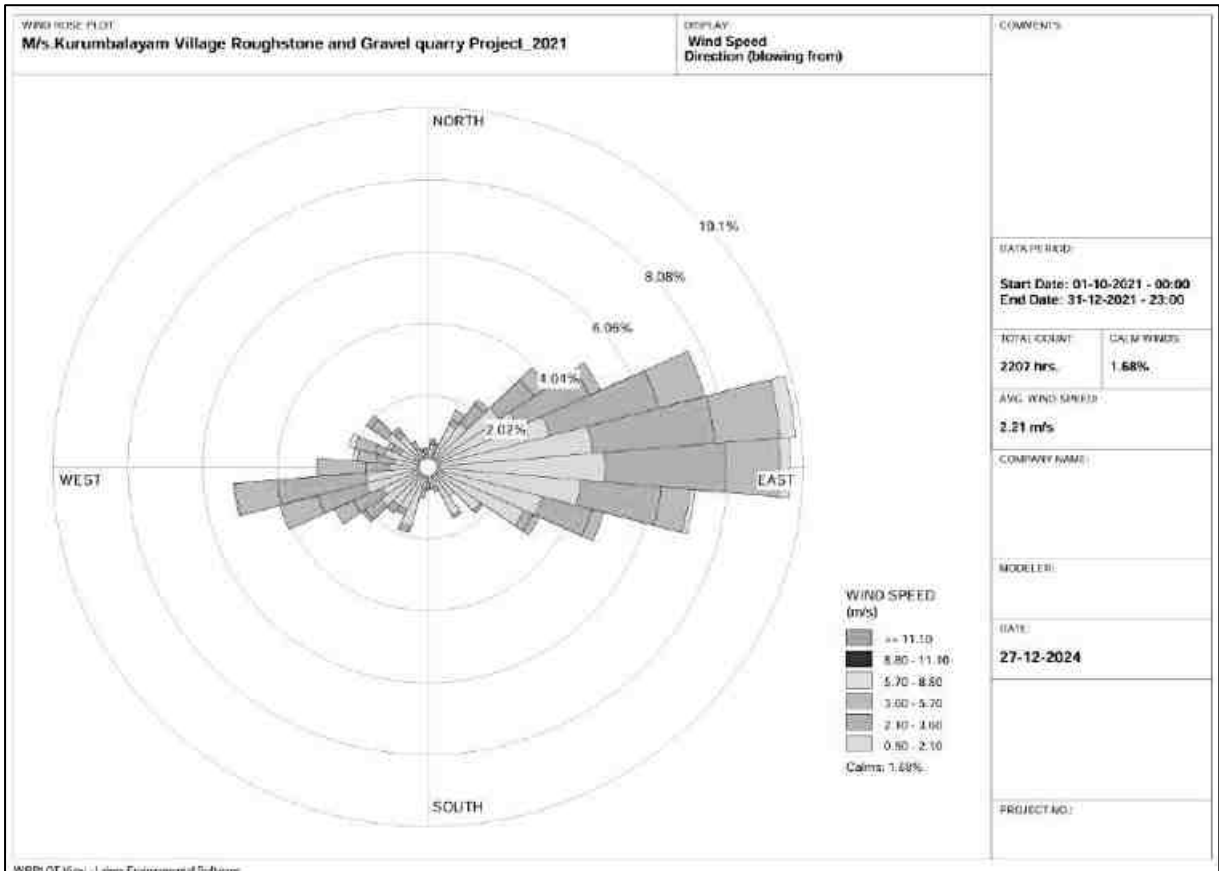 WIND ROSE PLOT:
M/s.Kurumbalayam Village Roughstone and Gravel quarry Project_2021
DISPLAY:
Wind Speed
Direction (blowing from)
COMMENTS:
NORTH
10.1%
8.08%
6.06%
4.04%
2.02%
WEST
EAST
SOUTH
WIND SPEED
(m/s)
>= 11.10
8.80 - 11.10
5.70 - 8.80
3.60 - 5.70
2.10 - 3.60
0.50 - 2.10
Calms: 1.68%
DATA PERIOD:
Start Date: 01-10-2021 - 00:00
End Date: 31-12-2021 - 23:00
TOTAL COUNT:
2207 hrs.
CALM WINDS:
1.68%
AVG. WIND SPEED:
2.21 m/s
COMPANY NAME:
MODELER:
DATE:
27-12-2024
PROJECT NO.:
WRPLOT View - Lakes Environmental Software